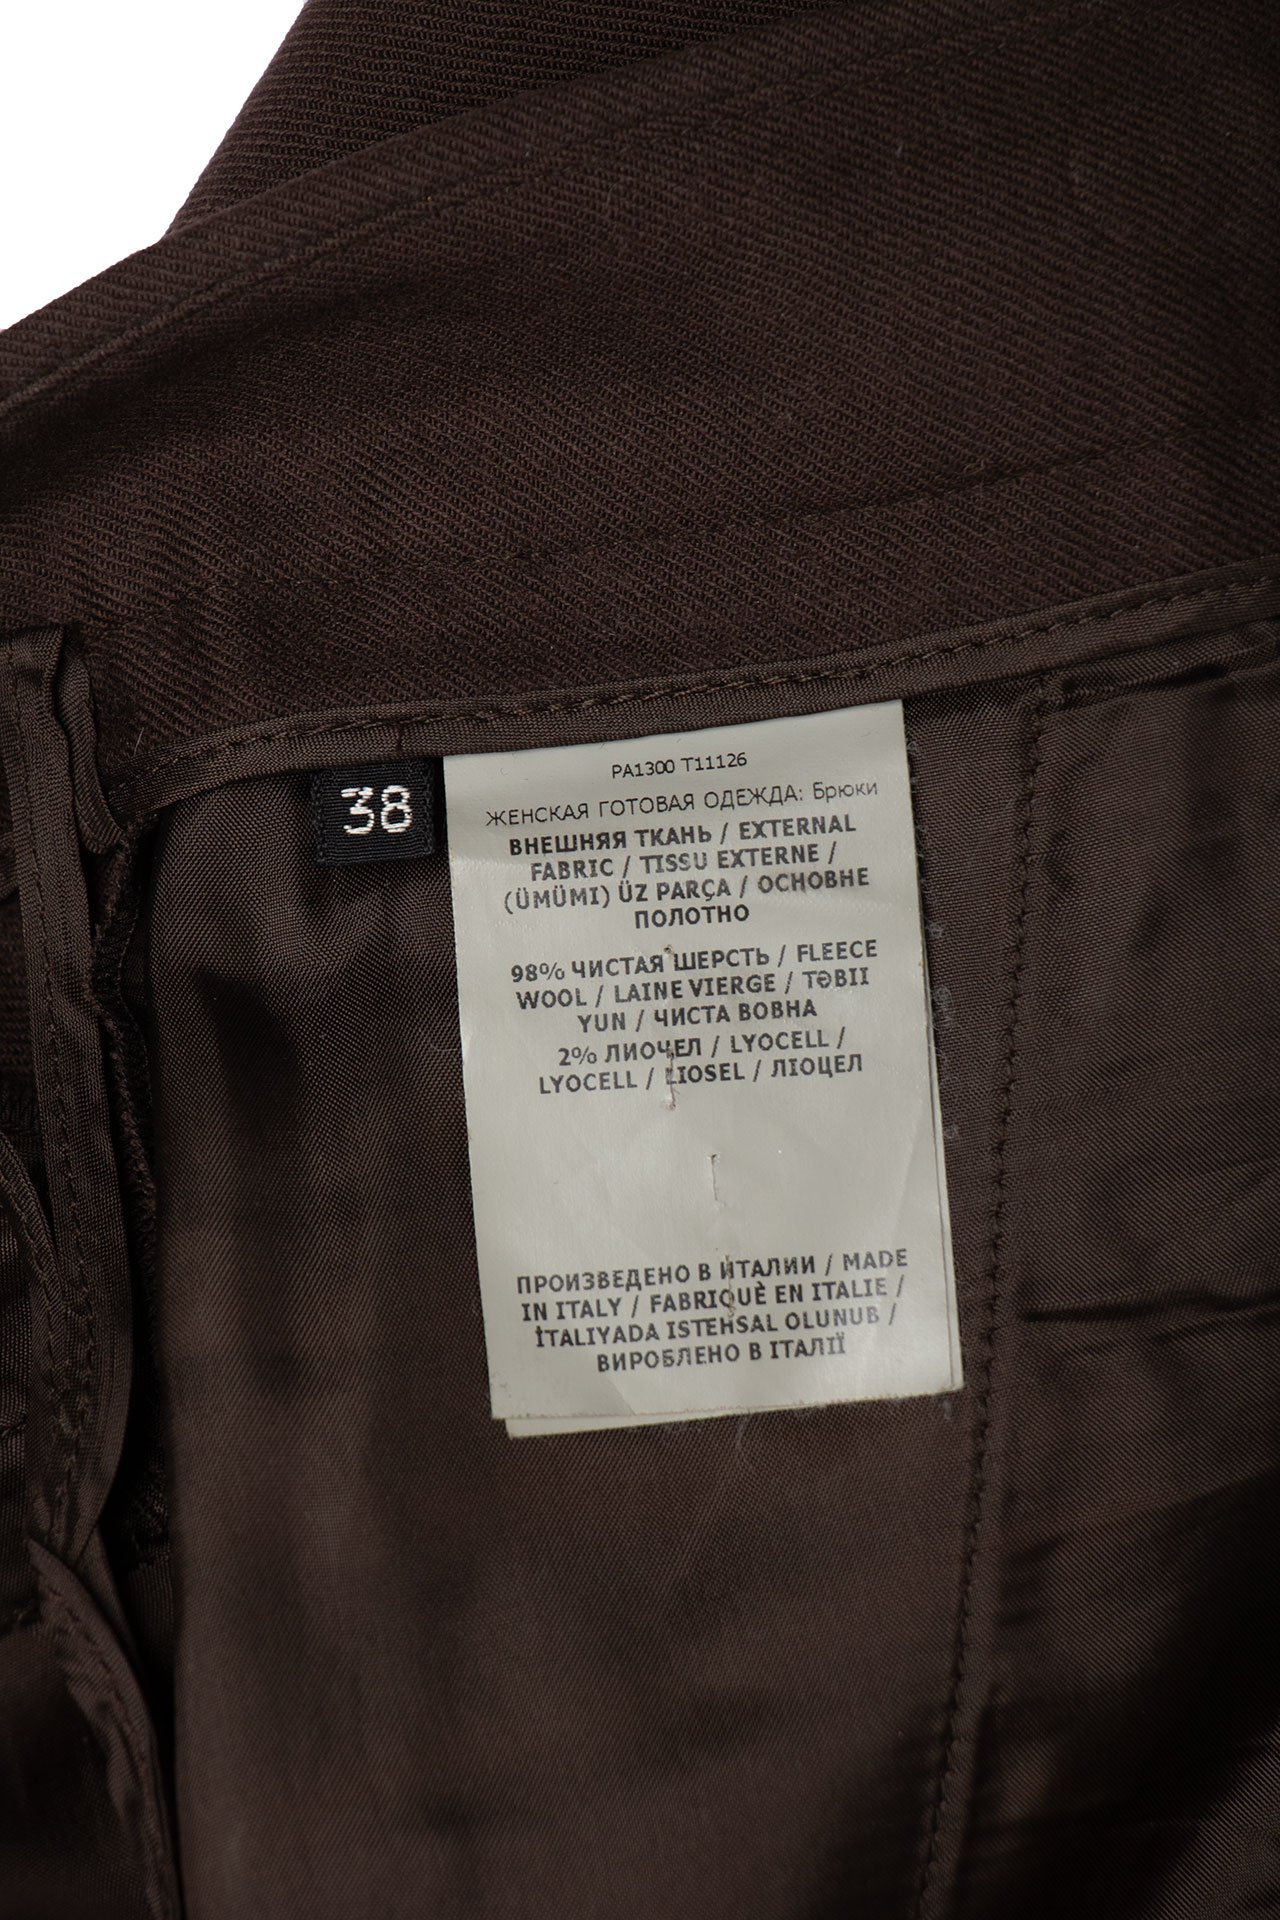 38
PA1300 T11126
ЖЕНСКАЯ ГОТОВАЯ ОДЕЖДА: Брюки
ВНЕШНЯЯ ТКАНЬ / EXTERNAL
FABRIC / TISSU EXTERNE /
(ÜMÜMI) ÜZ PARÇA / ОСНОВНЕ
ПОЛОТНО
98% ЧИСТАЯ ШЕРСТЬ / FLEECE
WOOL / LAINE VIERGE / TƏBII
YUN / ЧИСТА ВОВНА
2% ЛИОЧЕЛ / LYOCELL /
LYOCELL / LIOSEL / ЛІОЦЕЛ
ПРОИЗВЕДЕНО В ИТАЛИИ / MADE
IN ITALY / FABRIQUÈ EN ITALIE /
İTALIYADA ISTEHSAL OLUNUB /
ВИРОБЛЕНО В ІТАЛІЇ